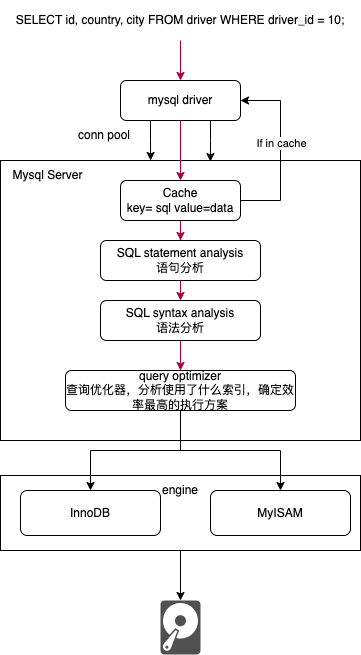 SELECT id, country, city FROM driver WHERE driver_id = 10;
mysql driver
conn pool
If in cache
Mysql Server
Cache
key= sql value=data
SQL statement analysis
语句分析
SQL syntax analysis
语法分析
query optimizer
查询优化器，分析使用了什么索引，确定效
率最高的执行方案
engine
InnoDB
MyISAM